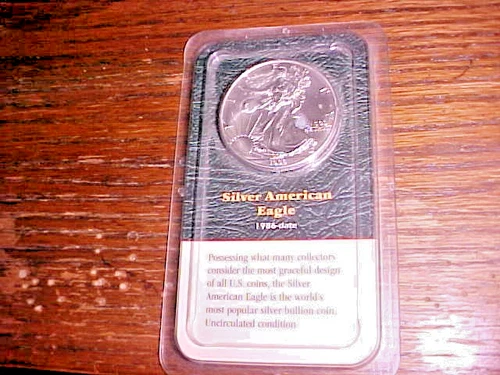 Silver American
Eagle
1986-date
Possessing what many collectors
consider the most graceful design
of all U.S. coins, the Silver
American Eagle is the world's
most popular silver bullion coin.
Uncirculated condition